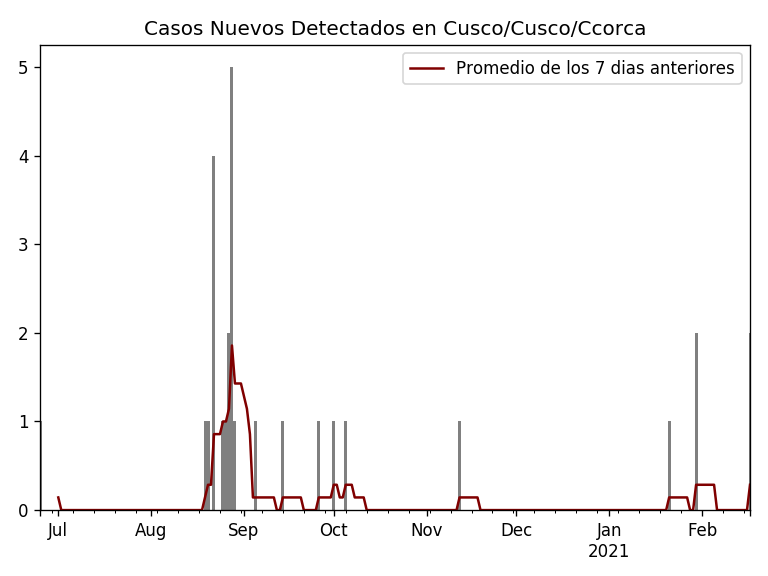 Casos Nuevos Detectados en Cusco/Cusco/Ccorca
Promedio de los 7 dias anteriores
5
4
3
2
1
0
Jul Aug Sep Oct Nov Dec Jan Feb
2021